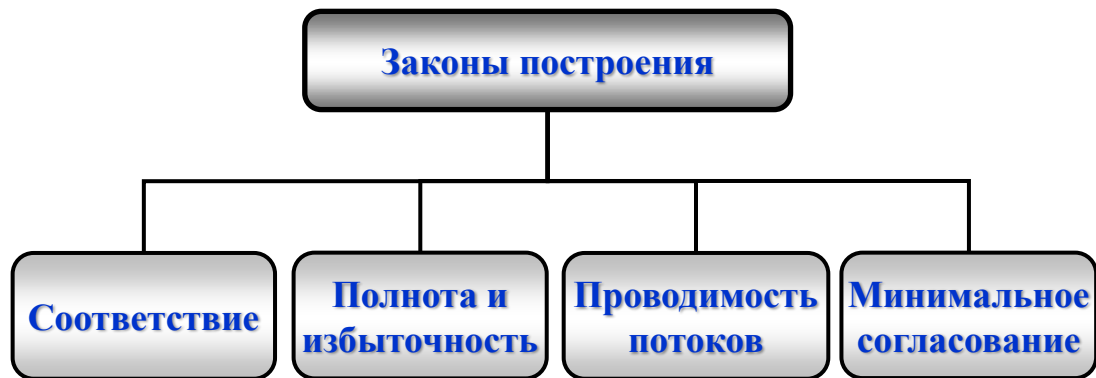 Законы построения
Соответствие
Полнота и
избыточность
Проводимость
потоков
Минимальное
согласование